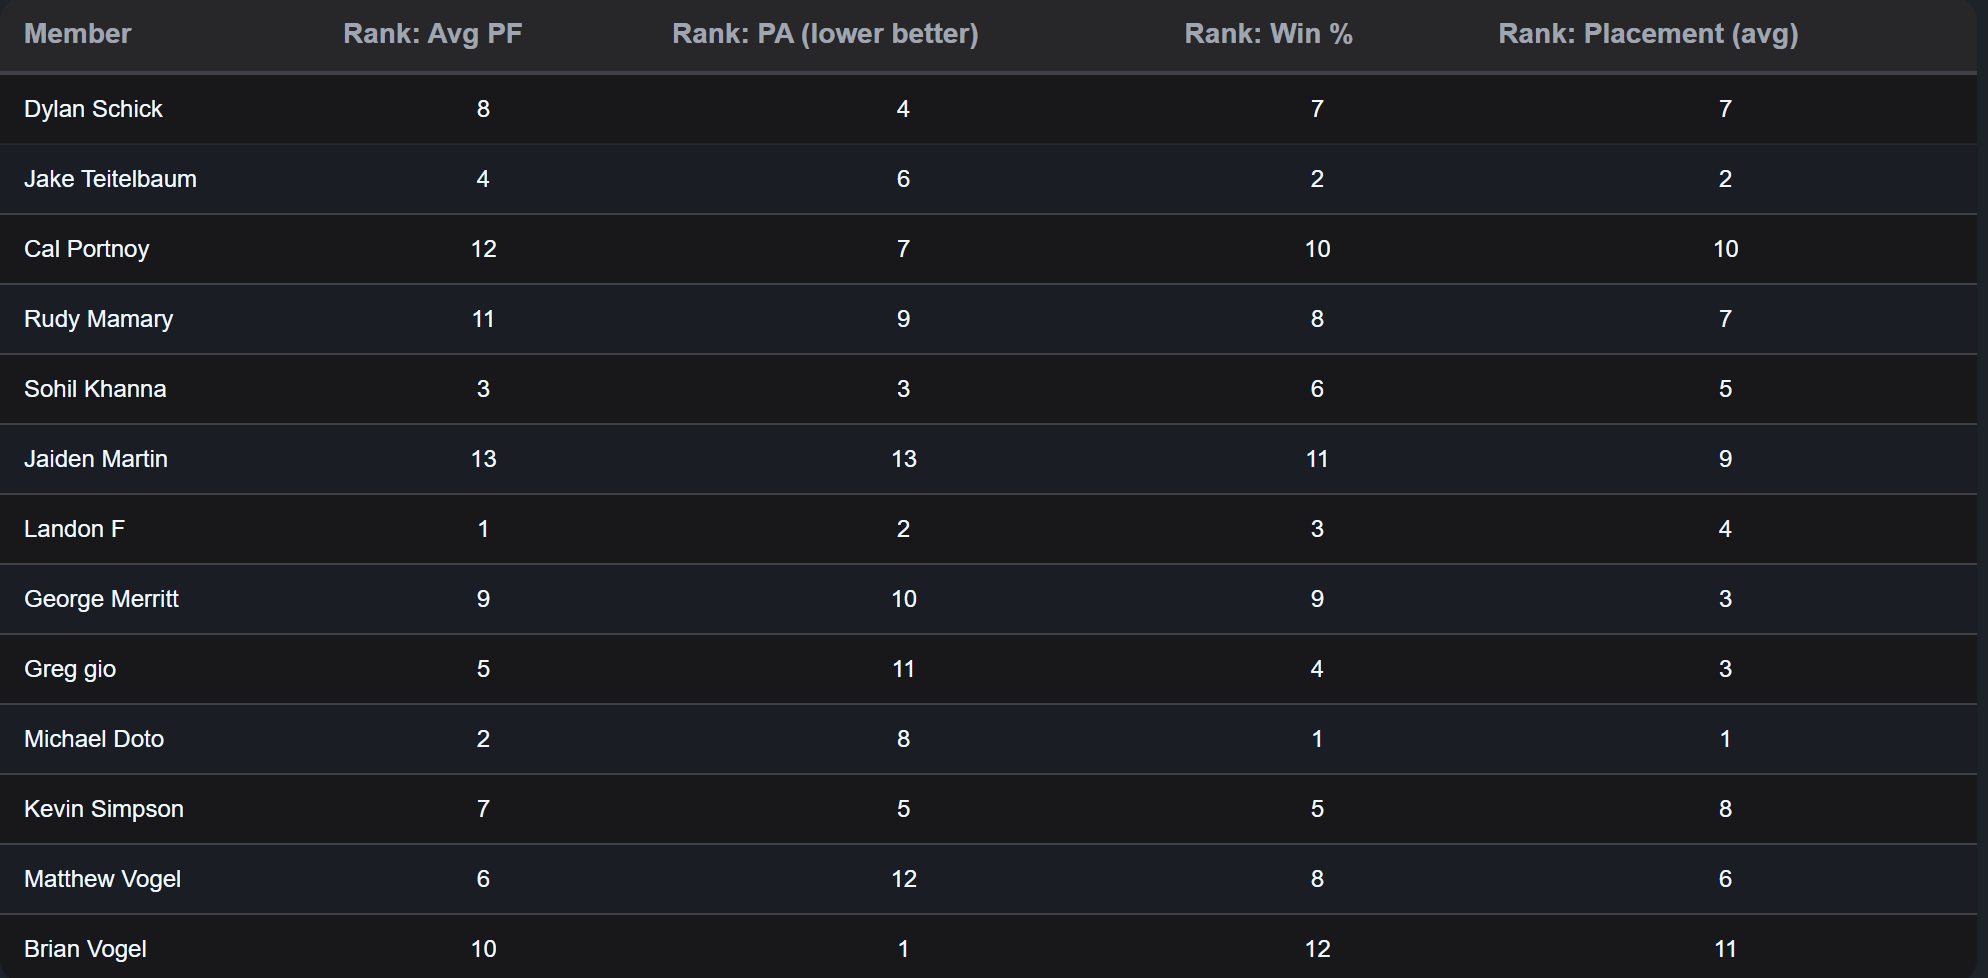 Member Rank: Avg PF Rank: PA (lower better) Rank: Win % Rank: Placement (avg)
Dylan Schick 8 4 7 7
Jake Teitelbaum 4 6 2 2
Cal Portnoy 12 7 10 10
Rudy Mamary 11 9 8 7
Sohil Khanna 3 3 6 5
Jaiden Martin 13 13 11 9
Landon F 1 2 3 4
George Merritt 9 10 9 3
Greg gio 5 11 4 3
Michael Doto 2 8 1 1
Kevin Simpson 7 5 5 8
Matthew Vogel 6 12 8 6
Brian Vogel 10 1 12 11